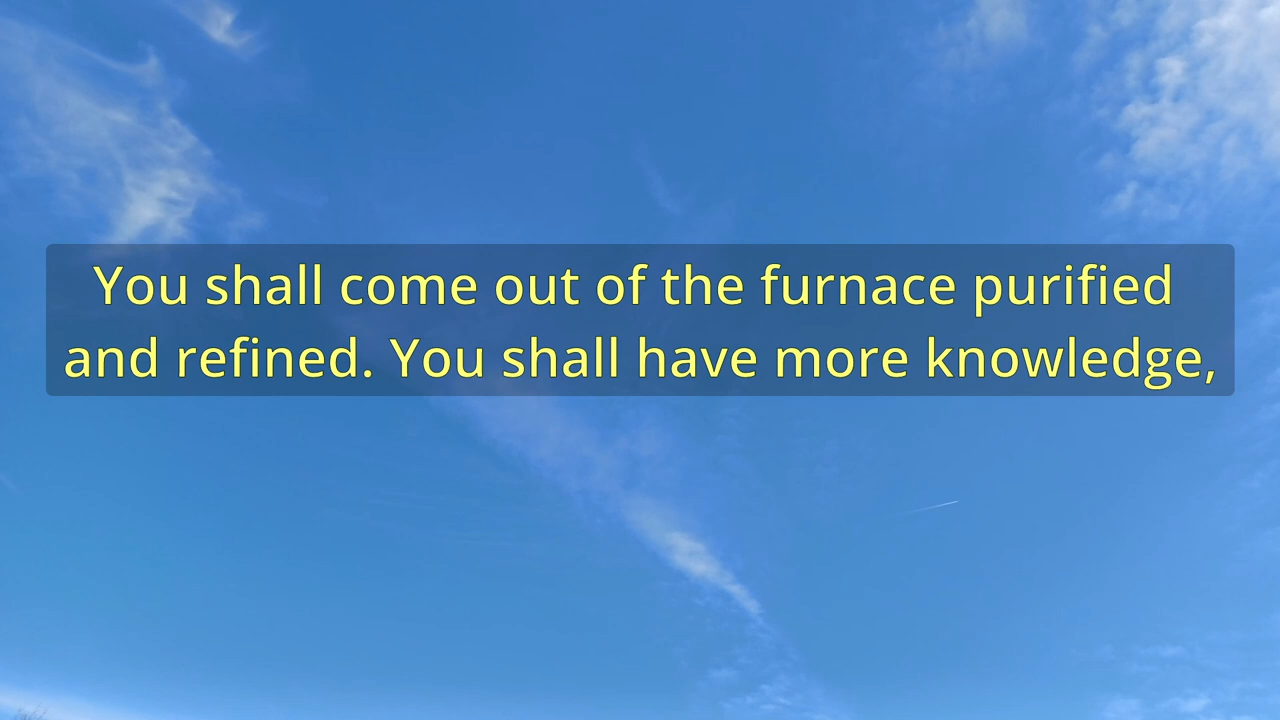 You shall come out of the furnace purified
and refined. You shall have more knowledge,